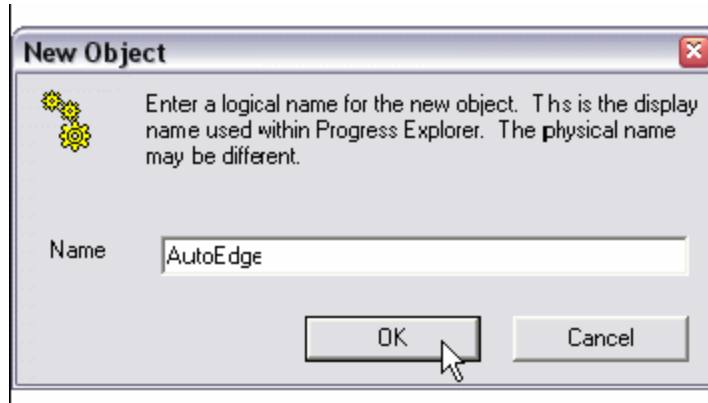 New Object
Enter a logical name for the new object. Ths is the display
name used within Progress Explorer. The physical name
may be different.
Name
AutoEdge
OK
Cancel